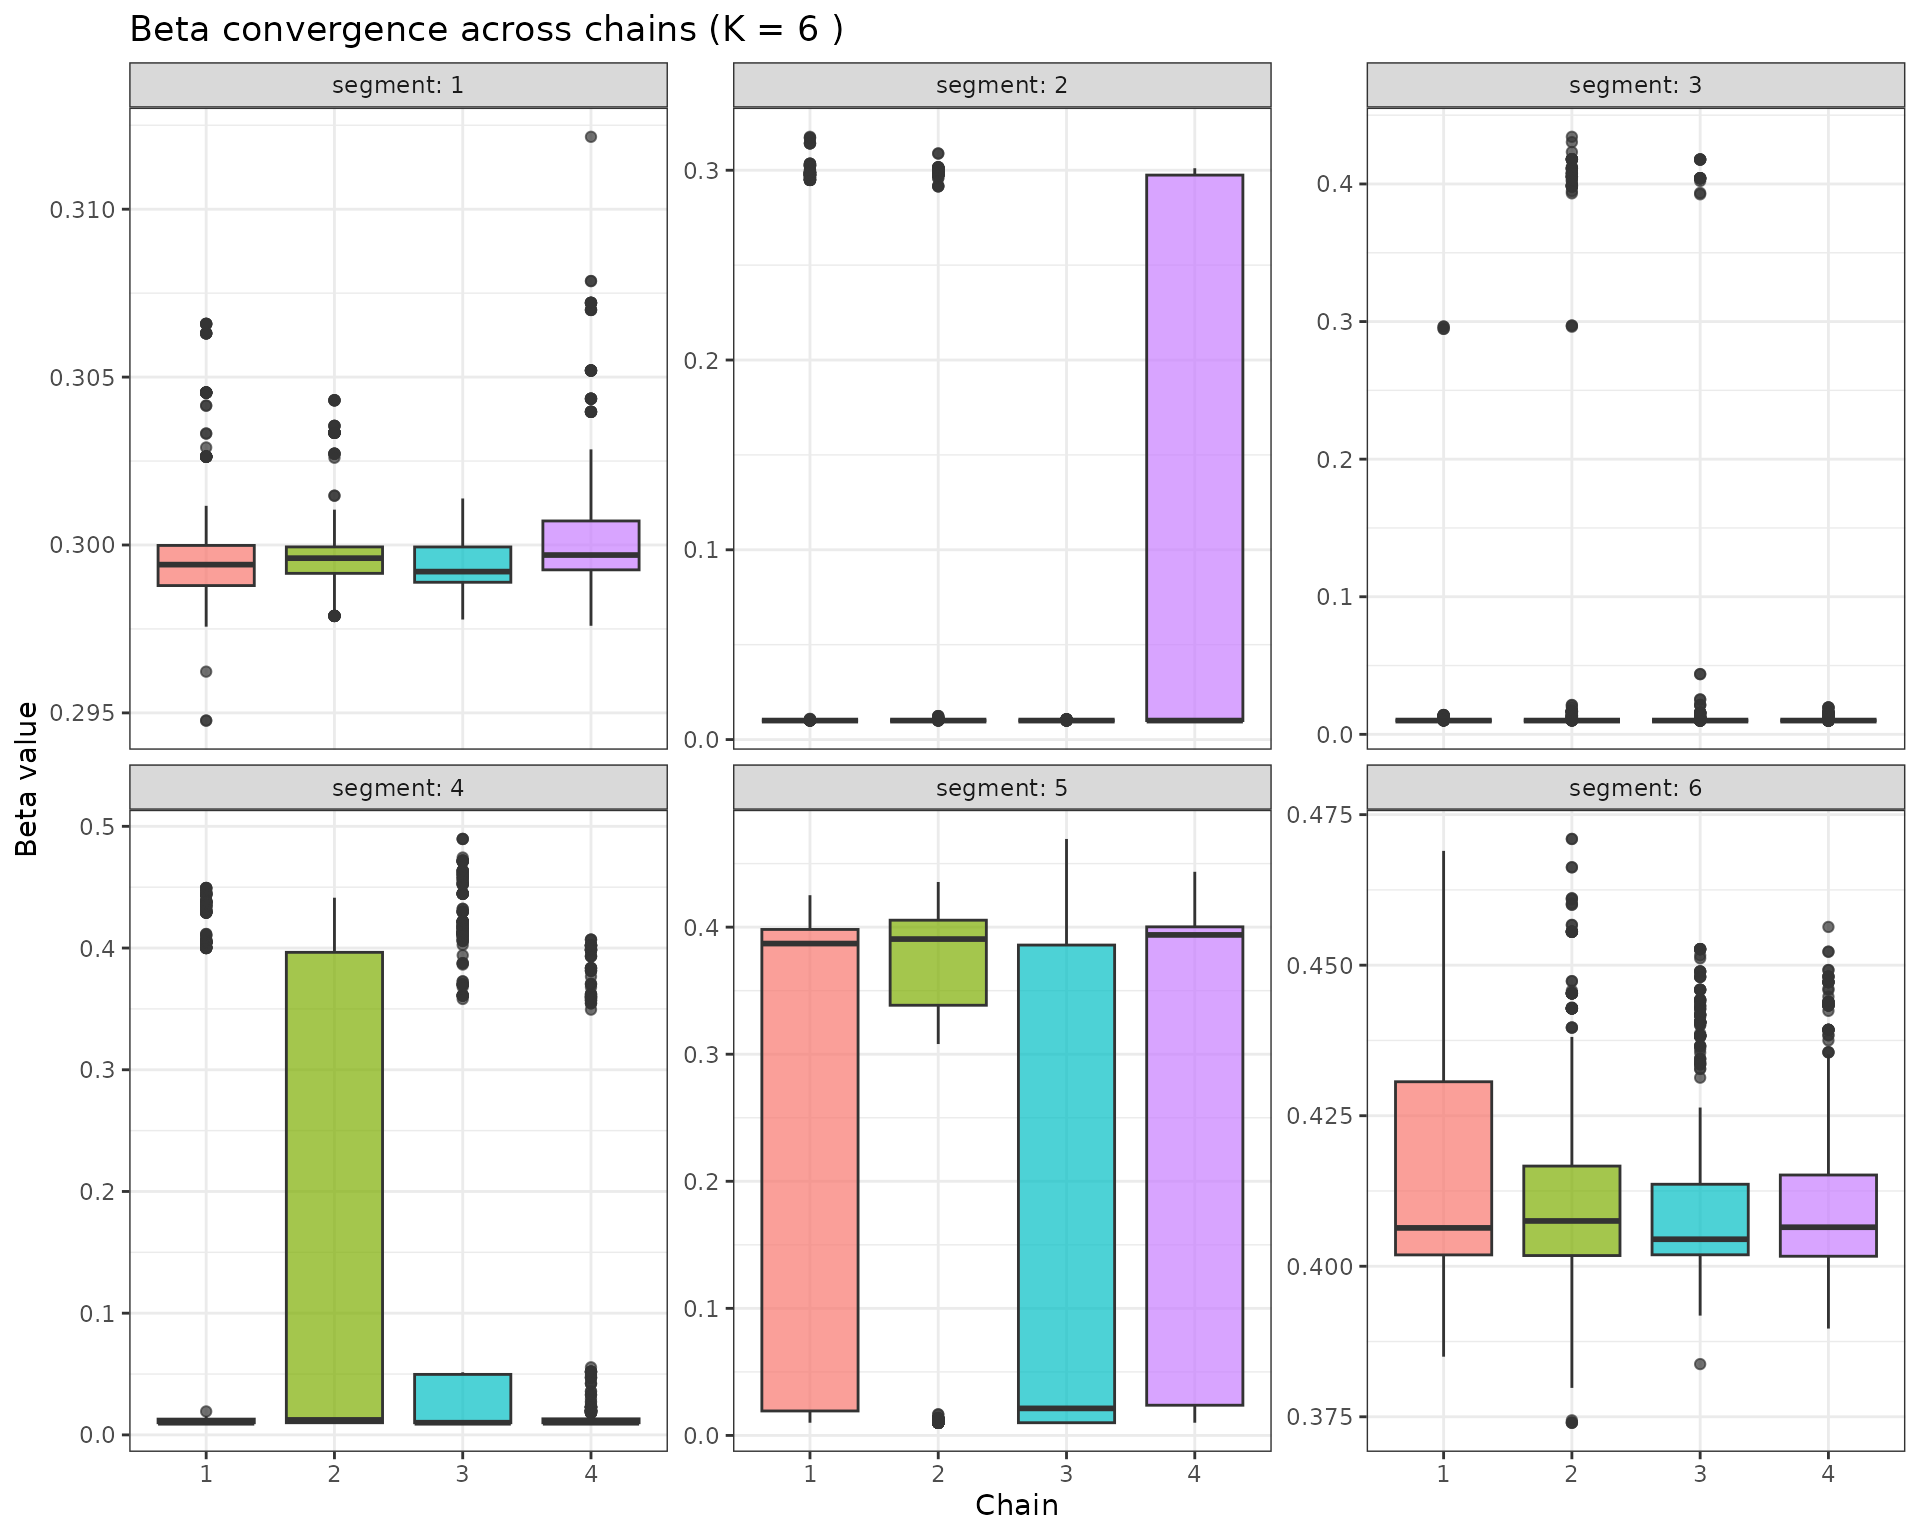 Beta convergence across chains (K = 6 )
segment: 1
segment: 2
segment: 3
0.310
0.305
0.300
0.295
0.3
0.2
0.1
0.0
0.4
0.3
0.2
0.1
0.0
Beta value
segment: 4
segment: 5
segment: 6
0.5
0.4
0.3
0.2
0.1
0.0
0.4
0.3
0.2
0.1
0.0
0.475
0.450
0.425
0.400
0.375
1 2 3 4
1 2 3 4
1 2 3 4
Chain